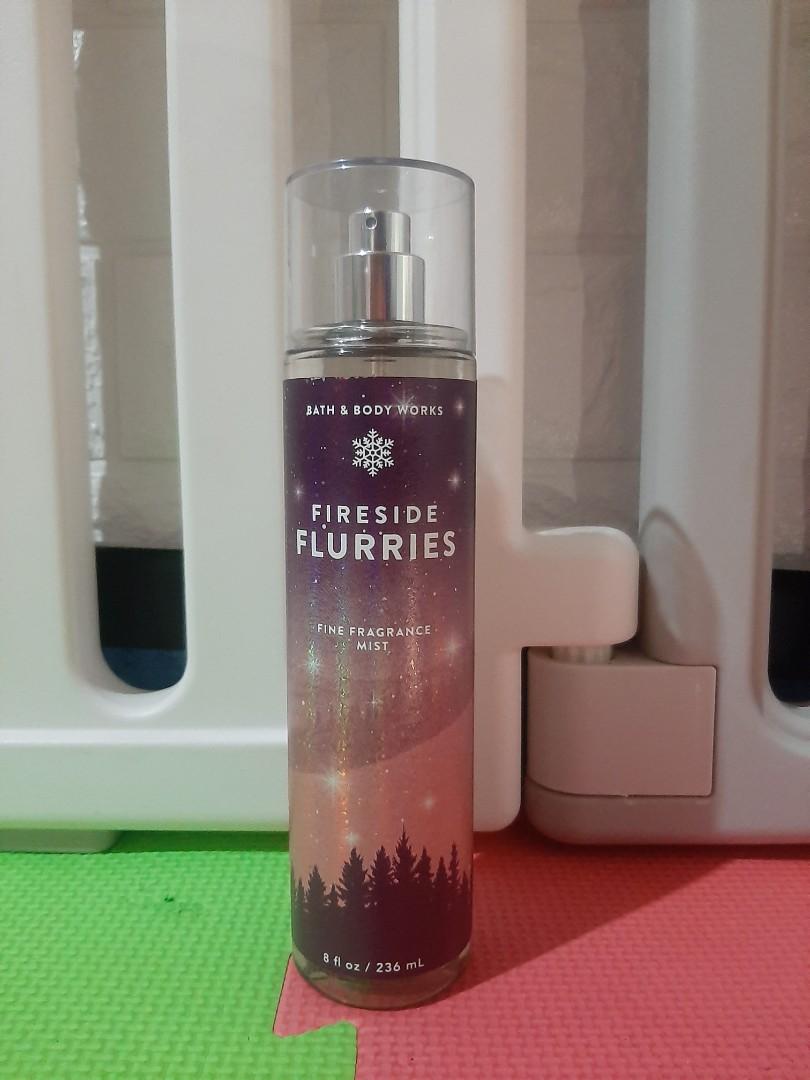 BATH & BODY WORKS
FIRESIDE
FLURRIES
FINE FRAGRANCE
MIST
8 fl oz / 236 mL